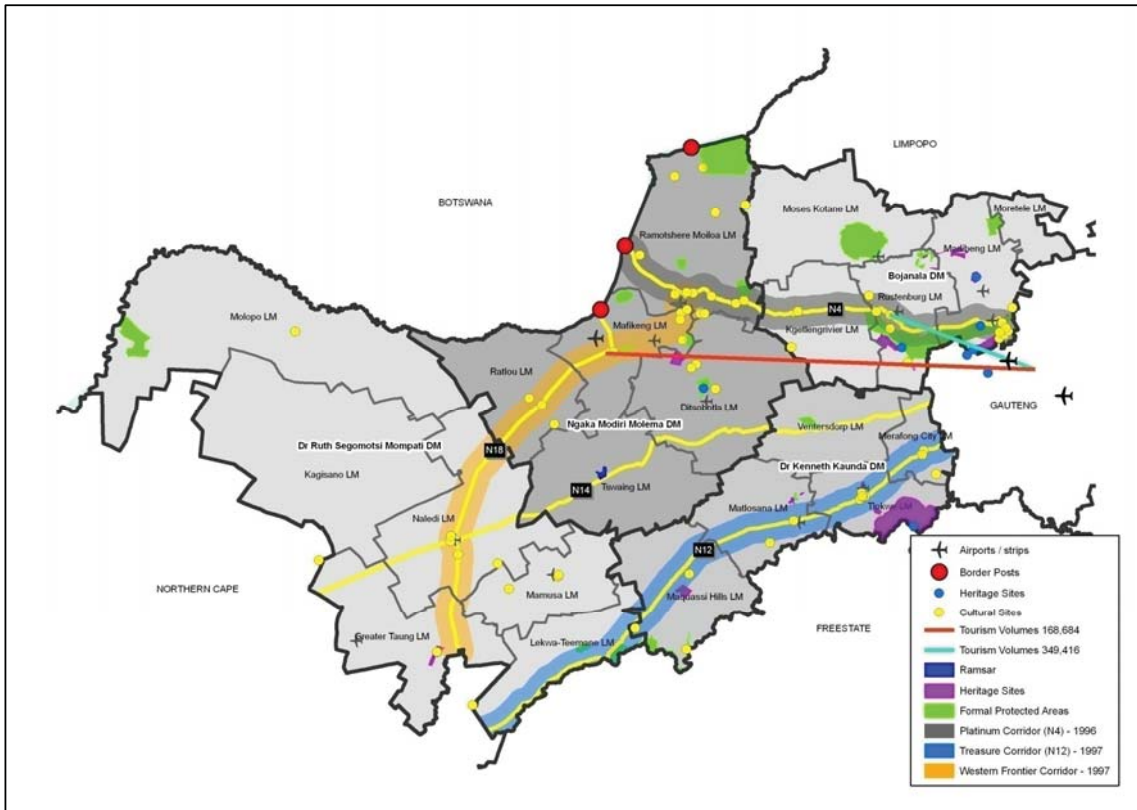 LIMPOPO
BOTSWANA
Moses Kotane LM
Moretele LM
Ramotshere Moiloa LM
Madibeng LM
Bojanala DM
Rustenburg LM
N4
Molopo LM
Mafikeng LM
Kgetlengrivier LM
Ratlou LM
Ditsobotla LM
GAUTENG
Ngaka Modiri Molema DM
Ventersdorp LM
Merafong City LM
Dr Ruth Segomotsi Mompati DM
N18
Dr Kenneth Kaunda DM
Kagisano LM
N14
Tswaing LM
Naledi LM
Matlosana LM
Tlokwe LM
N12
NORTHERN CAPE
Mamusa LM
Maquassi Hills LM
FREESTATE
Greater Taung LM
Lekwa-Teemane LM
Airports / strips
Border Posts
Heritage Sites
Cultural Sites
Tourism Volumes 168,684
Tourism Volumes 349,416
Ramsar
Heritage Sites
Formal Protected Areas
Platinum Corridor (N4) - 1996
Treasure Corridor (N12) - 1997
Western Frontier Corridor - 1997